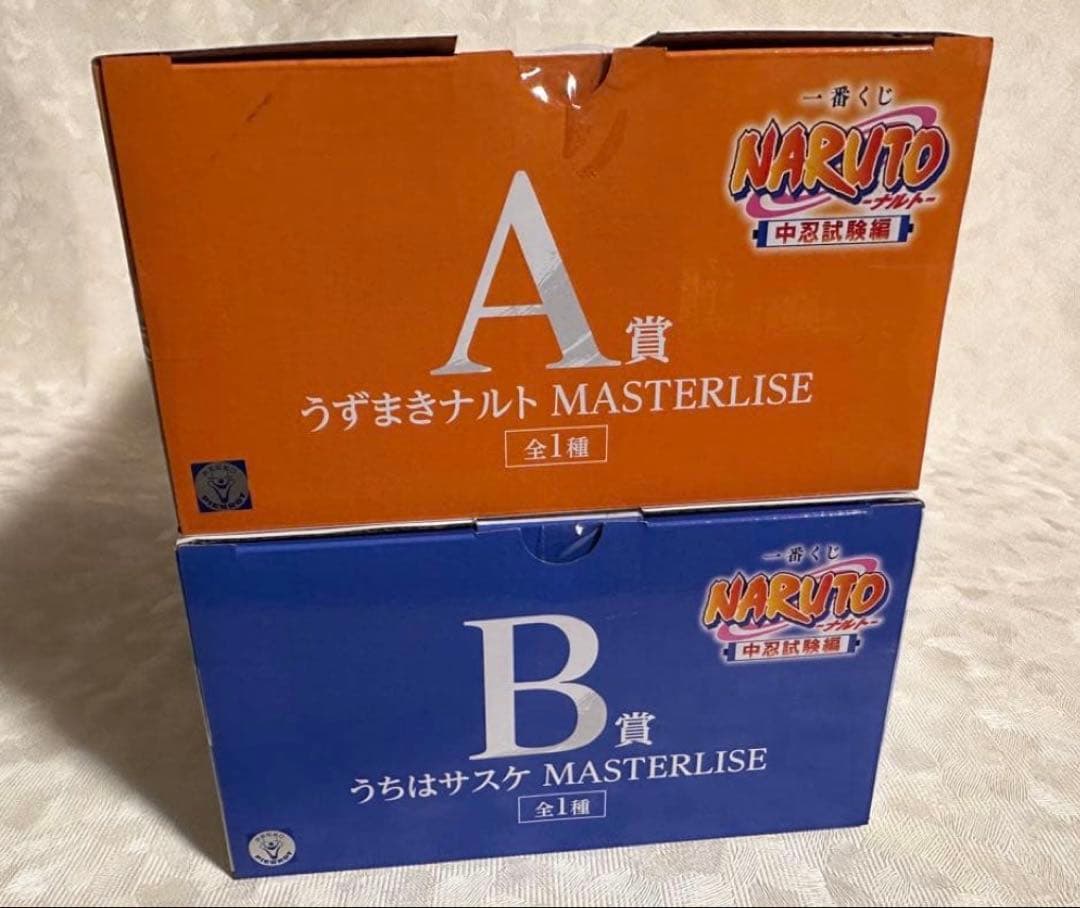 一番くじ
NARUTO
-ナルト-
中忍試験編
A賞
うずまきナルト MASTERLISE
全1種
一番くじ
NARUTO
-ナルト-
中忍試験編
B賞
うちはサスケ MASTERLISE
全1種